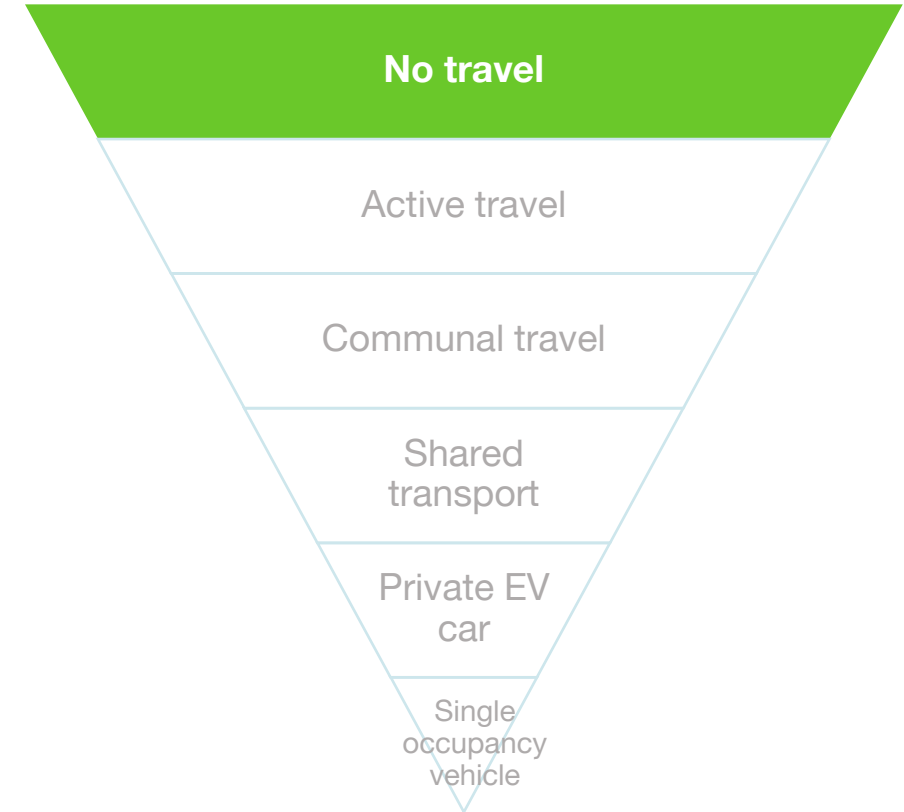 No travel
Active travel
Communal travel
Shared
transport
Private EV
car
Single
occupancy
vehicle